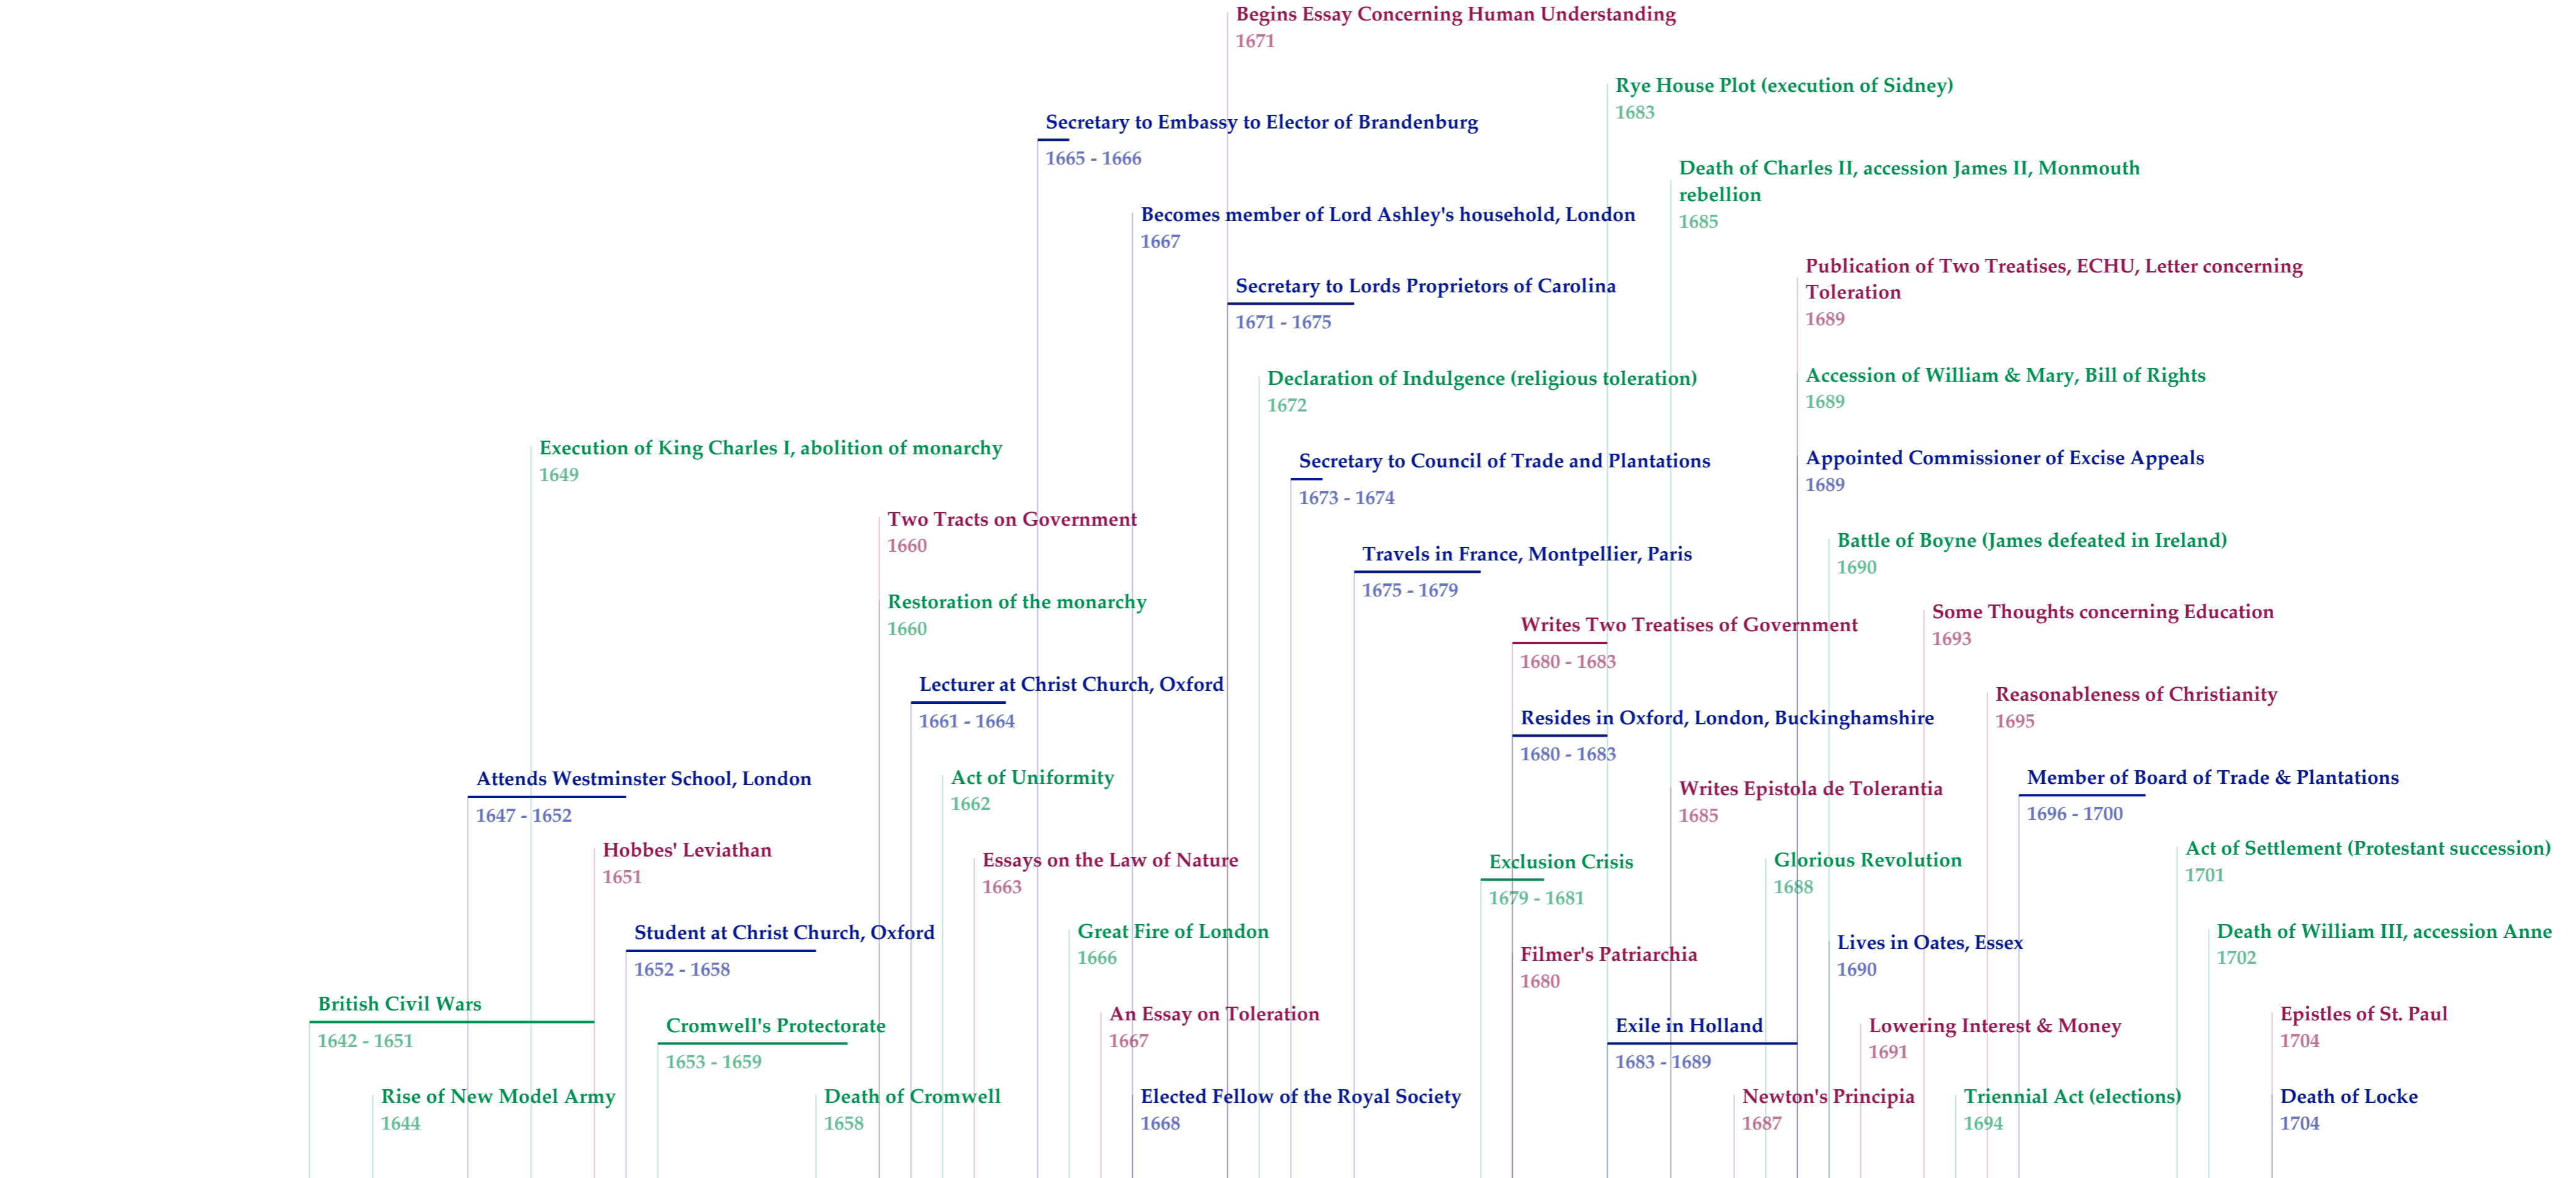 Begins Essay Concerning Human Understanding
1671
Rye House Plot (execution of Sidney)
1683
Secretary to Embassy to Elector of Brandenburg
1665 - 1666
Death of Charles II, accession James II, Monmouth
rebellion
1685
Becomes member of Lord Ashley's household, London
1667
Publication of Two Treatises, ECHU, Letter concerning
Toleration
1689
Secretary to Lords Proprietors of Carolina
1671 - 1675
Declaration of Indulgence (religious toleration)
1672
Accession of William & Mary, Bill of Rights
1689
Execution of King Charles I, abolition of monarchy
1649
Secretary to Council of Trade and Plantations
1673 - 1674
Appointed Commissioner of Excise Appeals
1689
Two Tracts on Government
1660
Travels in France, Montpellier, Paris
1675 - 1679
Battle of Boyne (James defeated in Ireland)
1690
Restoration of the monarchy
1660
Writes Two Treatises of Government
1680 - 1683
Some Thoughts concerning Education
1693
Lecturer at Christ Church, Oxford
1661 - 1664
Resides in Oxford, London, Buckinghamshire
1680 - 1683
Reasonableness of Christianity
1695
Attends Westminster School, London
1647 - 1652
Act of Uniformity
1662
Writes Epistola de Tolerantia
1685
Member of Board of Trade & Plantations
1696 - 1700
Hobbes' Leviathan
1651
Essays on the Law of Nature
1663
Exclusion Crisis
1679 - 1681
Glorious Revolution
1688
Act of Settlement (Protestant succession)
1701
Student at Christ Church, Oxford
1652 - 1658
Great Fire of London
1666
Filmer's Patriarchia
1680
Lives in Oates, Essex
1690
Death of William III, accession Anne
1702
British Civil Wars
1642 - 1651
Cromwell's Protectorate
1653 - 1659
An Essay on Toleration
1667
Exile in Holland
1683 - 1689
Lowering Interest & Money
1691
Epistles of St. Paul
1704
Rise of New Model Army
1644
Death of Cromwell
1658
Elected Fellow of the Royal Society
1668
Newton's Principia
1687
Triennial Act (elections)
1694
Death of Locke
1704